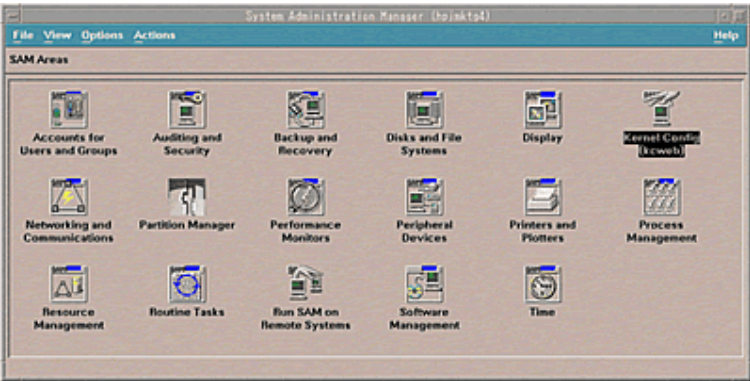 System Administration Manager (hpjmkto4)
File View Options Actions Help
SAM Areas
Accounts for
Users and Groups
Auditing and
Security
Backup and
Recovery
Disks and File
Systems
Display
Kernel Config
(kcweb)
Networking and
Communications
Partition Manager
Performance
Monitors
Peripheral
Devices
Printers and
Plotters
Process
Management
Resource
Management
Routine Tasks
Run SAM on
Remote Systems
Software
Management
Time